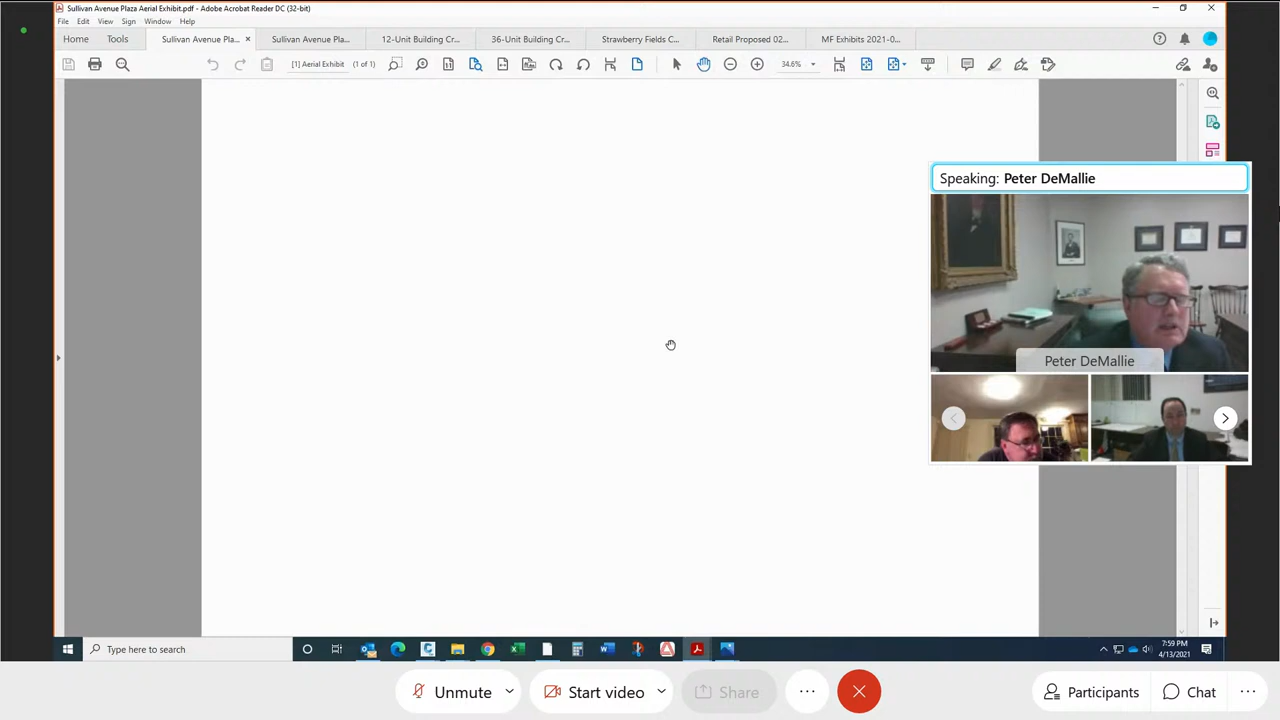 Sullivan Avenue Plaza Aerial Exhibit.pdf - Adobe Acrobat Reader DC (32-bit)
File Edit View Sign Window Help
Home Tools Sullivan Avenue Pla... × Sullivan Avenue Pla... 12-Unit Building Cr... 36-Unit Building Cr... Strawberry Fields C... Retail Proposed 02... MF Exhibits 2021-0...
[1] Aerial Exhibit (1 of 1) 34.6%
Speaking: Peter DeMallie
Peter DeMallie
Type here to search
7:59 PM
4/13/2021
Unmute Start video Share Participants Chat